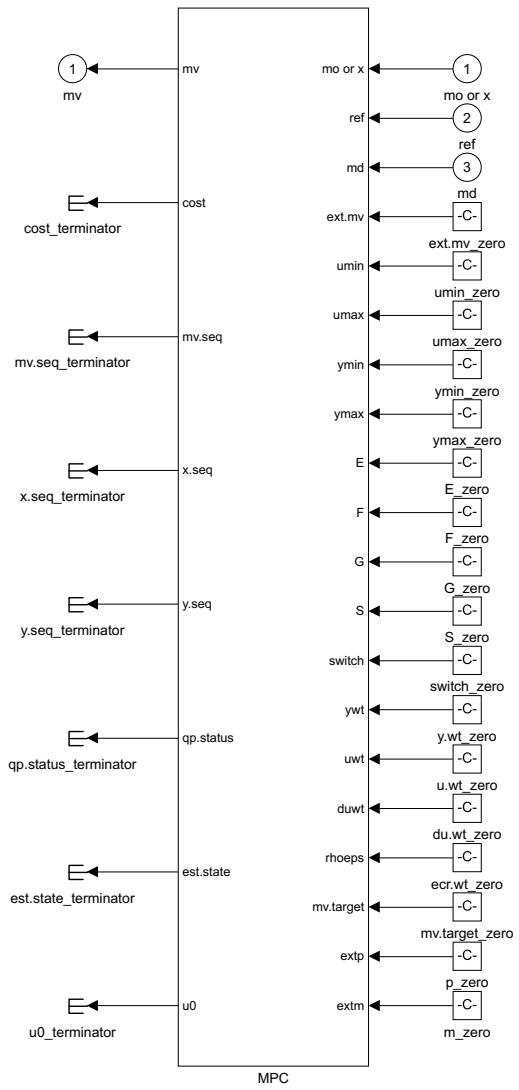 1
mv
mv
cost
cost_terminator
mv.seq
mv.seq_terminator
x.seq
x.seq_terminator
y.seq
y.seq_terminator
qp.status
qp.status_terminator
est.state
est.state_terminator
u0
u0_terminator
mo or x
1
mo or x
ref
2
ref
md
3
md
ext.mv
-C-
ext.mv_zero
umin
-C-
umin_zero
umax
-C-
umax_zero
ymin
-C-
ymin_zero
ymax
-C-
ymax_zero
E
-C-
E_zero
F
-C-
F_zero
G
-C-
G_zero
S
-C-
S_zero
switch
-C-
switch_zero
ywt
-C-
y.wt_zero
uwt
-C-
u.wt_zero
duwt
-C-
du.wt_zero
rhoeps
-C-
ecr.wt_zero
mv.target
-C-
mv.target_zero
extp
-C-
p_zero
extm
-C-
m_zero
MPC